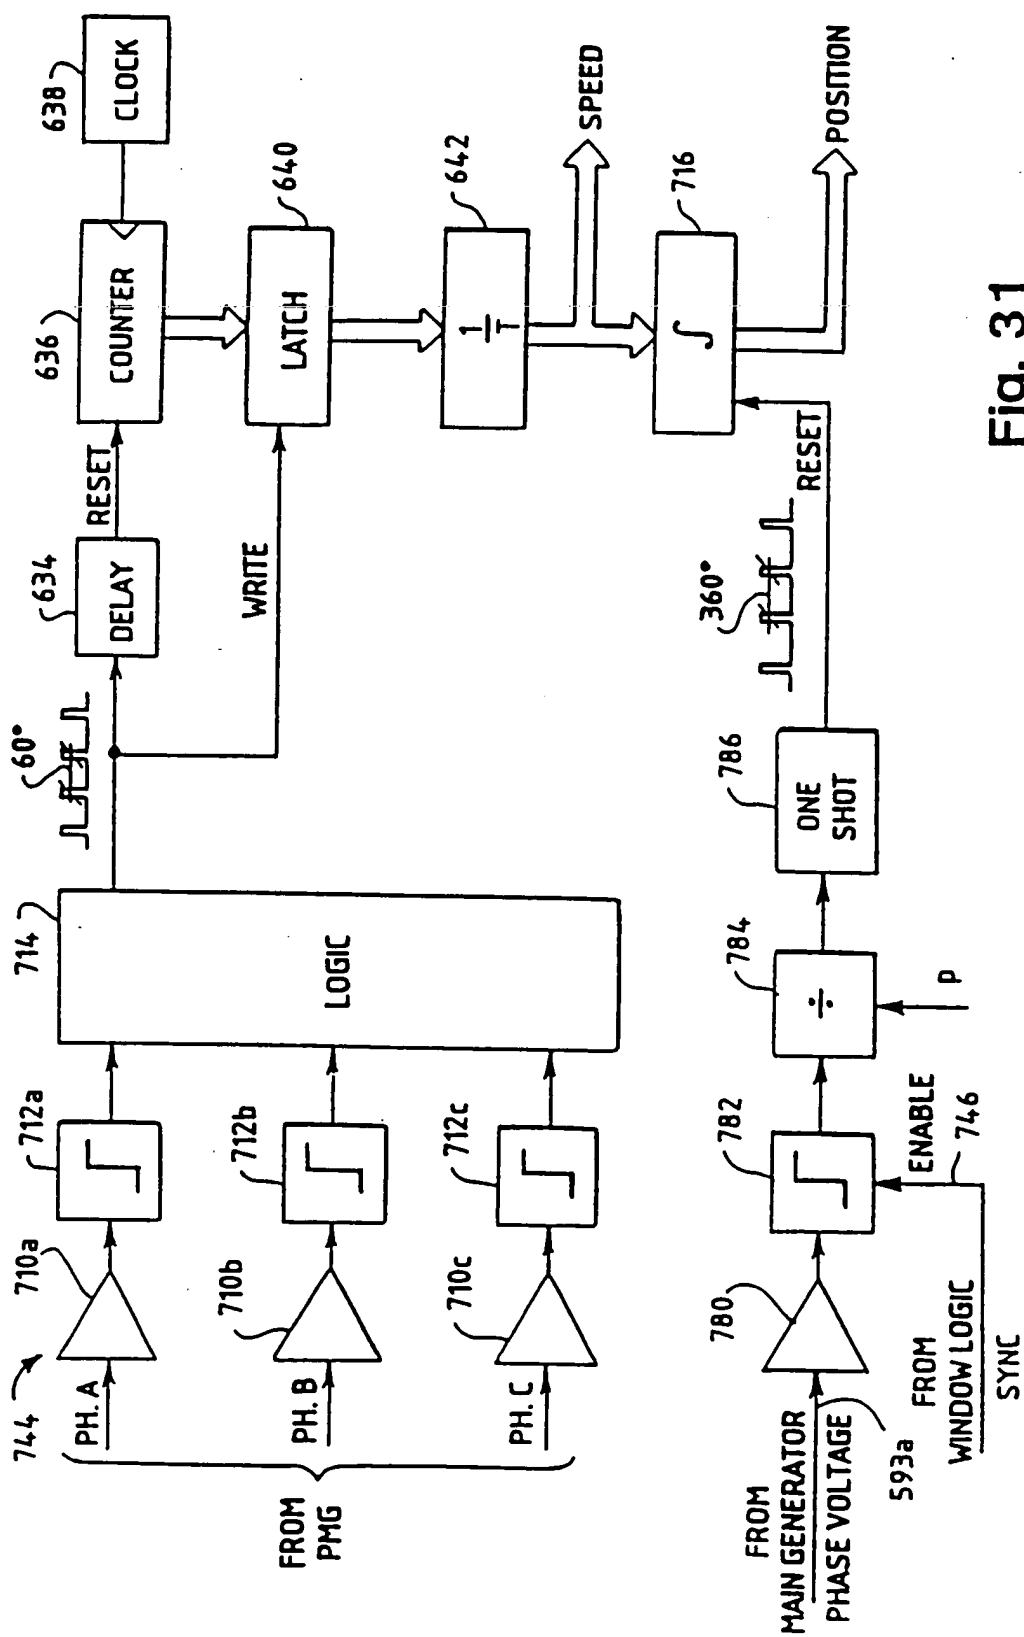 744
FROM
PMG
PH. A
PH. B
PH. C
710a
710b
710c
712a
712b
712c
714
LOGIC
60°
634
DELAY
RESET
WRITE
636
COUNTER
638
CLOCK
640
LATCH
642
1
T
SPEED
716
∫
POSITION
FROM
MAIN GENERATOR
PHASE VOLTAGE
593a
780
782
ENABLE
746
FROM
WINDOW LOGIC
SYNC
784
÷
P
786
ONE
SHOT
360°
RESET
Fig. 31